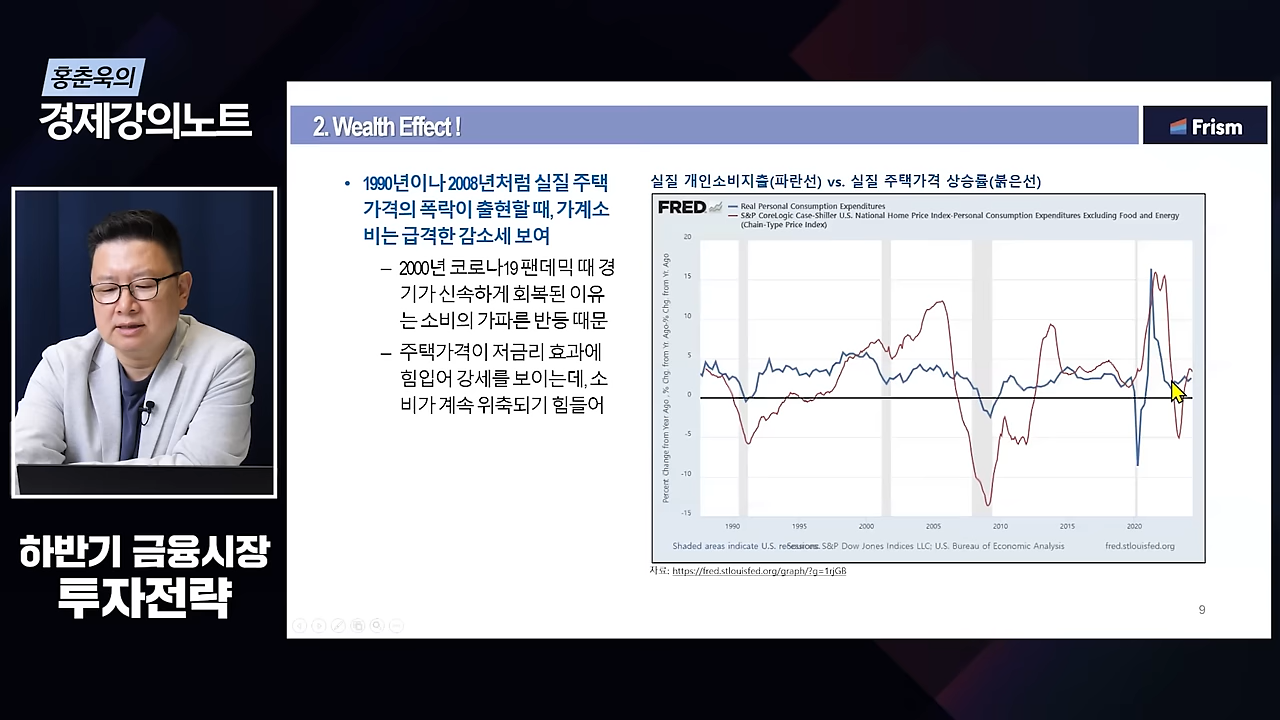 홍춘욱의
경제강의노트
하반기 금융시장
투자전략
2. Wealth Effect !
Frism
• 1990년이나 2008년처럼 실질 주택
가격의 폭락이 출현할 때, 가계소
비는 급격한 감소세 보여
– 2000년 코로나19 팬데믹 때 경
기가 신속하게 회복된 이유
는 소비의 가파른 반등 때문
– 주택가격이 저금리 효과에
힘입어 강세를 보이는데, 소
비가 계속 위축되기 힘들어
실질 개인소비지출(파란선) vs. 실질 주택가격 상승률(붉은선)
FRED
Real Personal Consumption Expenditures
S&P CoreLogic Case-Shiller U.S. National Home Price Index-Personal Consumption Expenditures Excluding Food and Energy
(Chain-Type Price Index)
Percent Change from Year Ago , % Chg. from Yr. Ago-% Chg. from Yr. Ago
20
15
10
5
0
-5
-10
-15
1990 1995 2000 2005 2010 2015 2020
Shaded areas indicate U.S. recessions. S&P Dow Jones Indices LLC; U.S. Bureau of Economic Analysis
fred.stlouisfed.org
자료: https://fred.stlouisfed.org/graph/?g=1rjGB
9